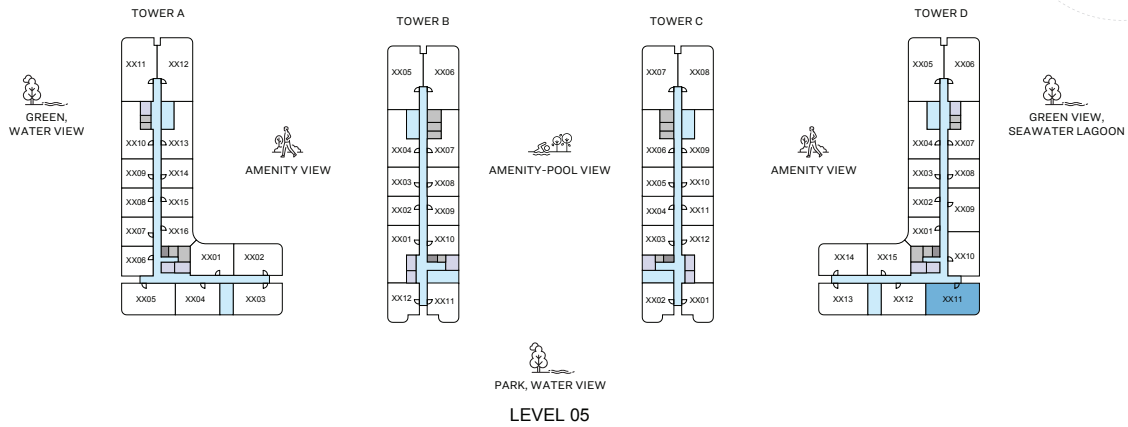 TOWER A
TOWER B
TOWER C
TOWER D
XX11
XX12
XX10
XX13
XX09
XX14
XX08
XX15
XX07
XX16
XX06
XX01
XX02
XX05
XX04
XX03
XX05
XX06
XX04
XX07
XX03
XX08
XX02
XX09
XX01
XX10
XX12
XX11
XX07
XX08
XX06
XX09
XX05
XX10
XX04
XX11
XX03
XX12
XX02
XX01
XX05
XX06
XX04
XX07
XX03
XX08
XX02
XX09
XX01
XX10
XX14
XX15
XX13
XX12
XX11
GREEN,
WATER VIEW
AMENITY VIEW
AMENITY-POOL VIEW
AMENITY VIEW
GREEN VIEW,
SEAWATER LAGOON
PARK, WATER VIEW
LEVEL 05